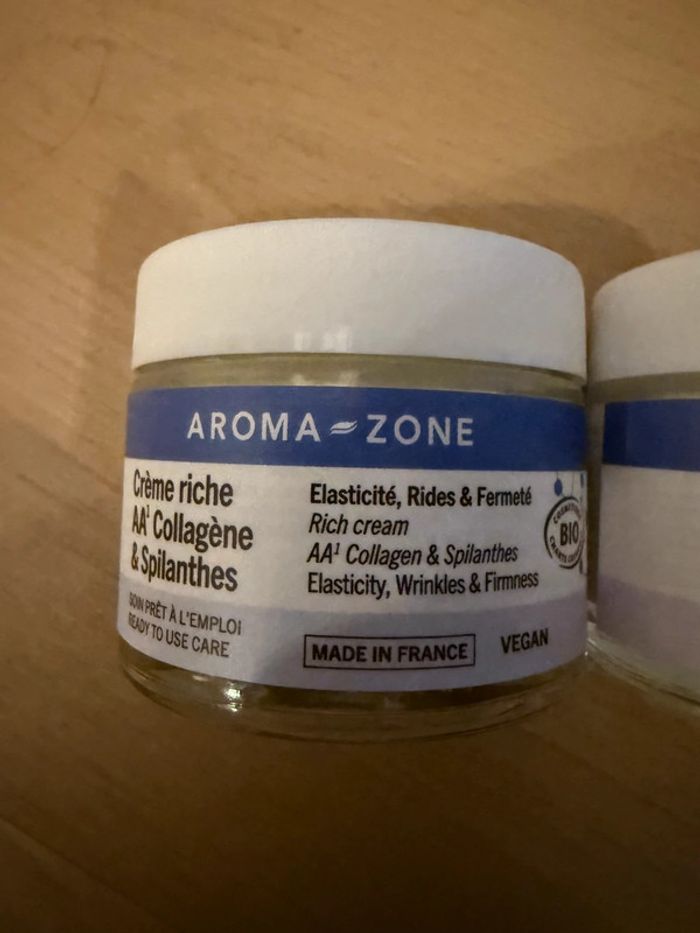 AROMA ZONE
Crème riche
AA¹ Collagène
& Spilanthes
SOIN PRÊT À L'EMPLOI
READY TO USE CARE
Elasticité, Rides & Fermeté
Rich cream
AA¹ Collagen & Spilanthes
Elasticity, Wrinkles & Firmness
MADE IN FRANCE
VEGAN
BIO